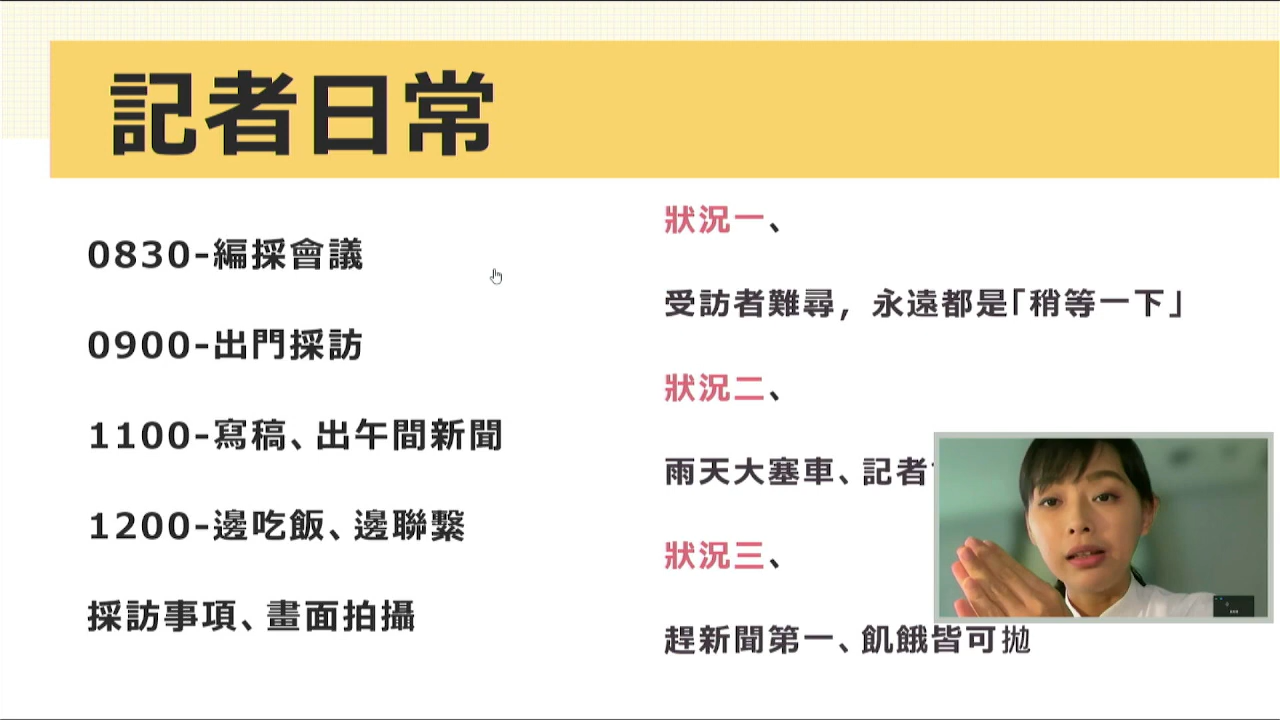 記者日常
0830-編採會議
0900-出門採訪
1100-寫稿、出午間新聞
1200-邊吃飯、邊聯繫
採訪事項、畫面拍攝
狀況一、
受訪者難尋，永遠都是「稍等一下」
狀況二、
雨天大塞車、記者
狀況三、
趕新聞第一、飢餓皆可拋